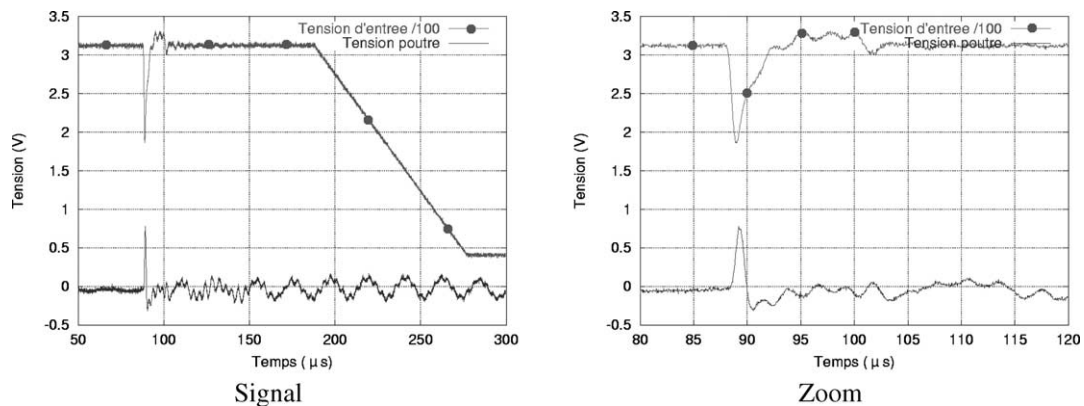 3.5
3
2.5
2
1.5
1
0.5
0
-0.5
Tension (V)
Tension d'entree /100
Tension poutre
50 100 150 200 250 300
Temps ( μ s)
Signal
3.5
3
2.5
2
1.5
1
0.5
0
-0.5
Tension (V)
Tension d'entree /100
Tension poutre
80 85 90 95 100 105 110 115 120
Temps ( μ s)
Zoom